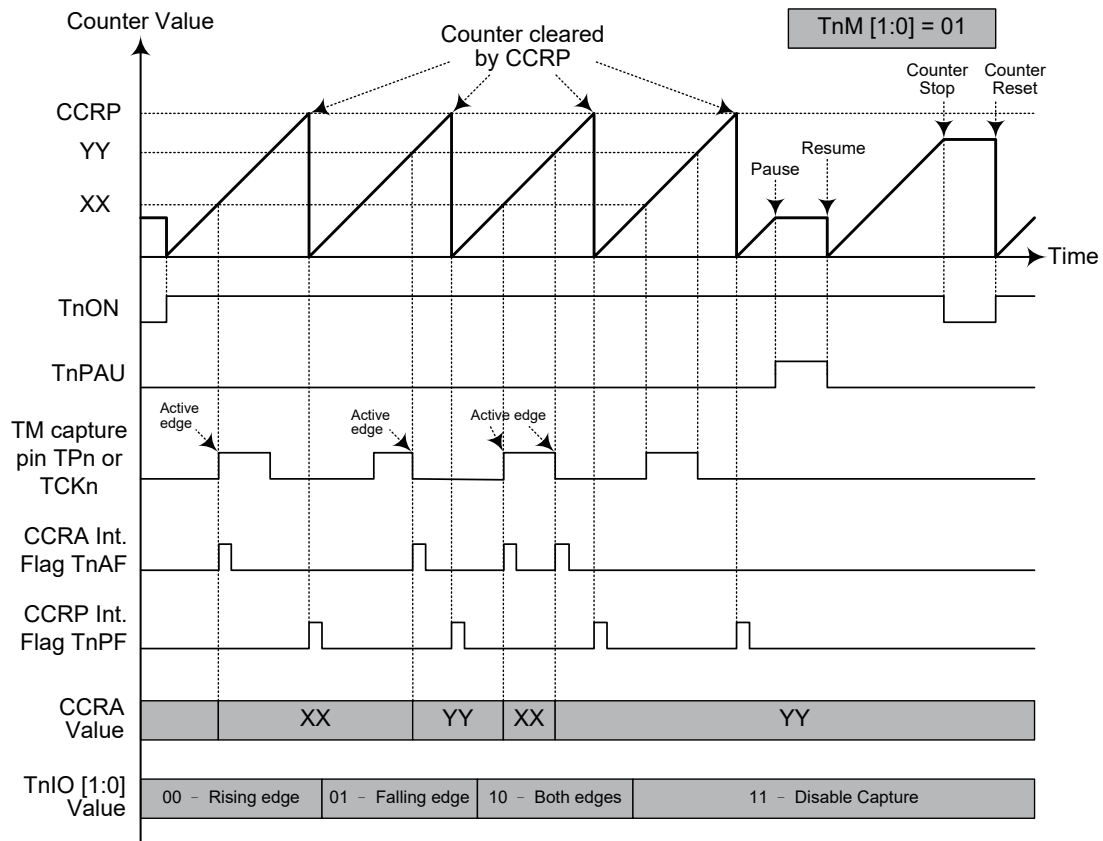 Counter Value
TnM [1:0] = 01
Counter cleared
by CCRP
Counter
Stop
Counter
Reset
CCRP
YY
XX
Pause
Resume
Time
TnON
TnPAU
TM capture
pin TPn or
TCKn
Active
edge
Active
edge
Active edge
CCRA Int.
Flag TnAF
CCRP Int.
Flag TnPF
CCRA
Value
XX
YY
XX
YY
TnIO [1:0]
Value
00 – Rising edge
01 – Falling edge
10 – Both edges
11 – Disable Capture